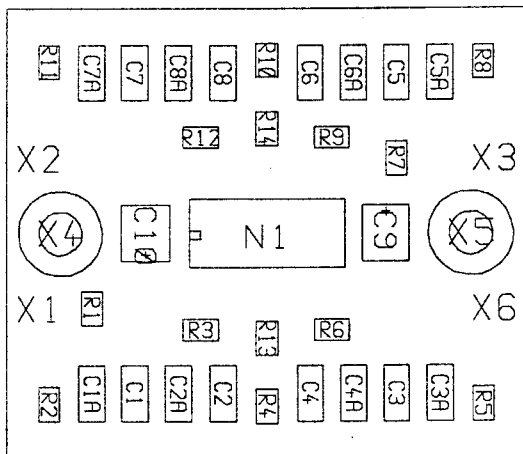 R11 C7A C7 C8A C8 R10 C6 C6A C5 C5A R8
R12 R14 R9 R7
X2 X3
X4 C10 N1 C9 X5
X1 R1 X6
R3 R13 R6
R2 C1A C1 C2A C2 R4 C4 C4A C3 C3A R5